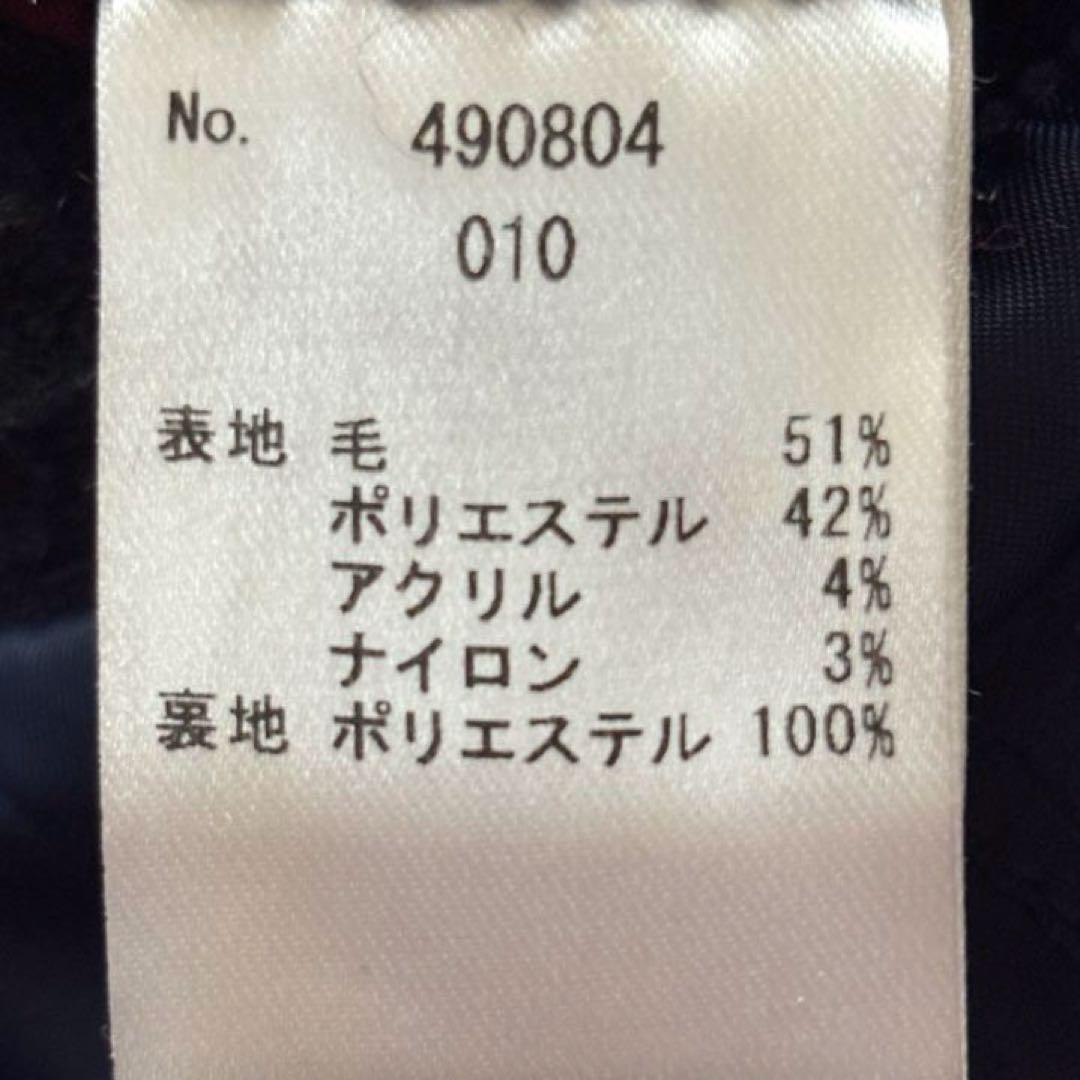 No. 490804
010
表地 毛 51%
ポリエステル 42%
アクリル 4%
ナイロン 3%
裏地 ポリエステル 100%